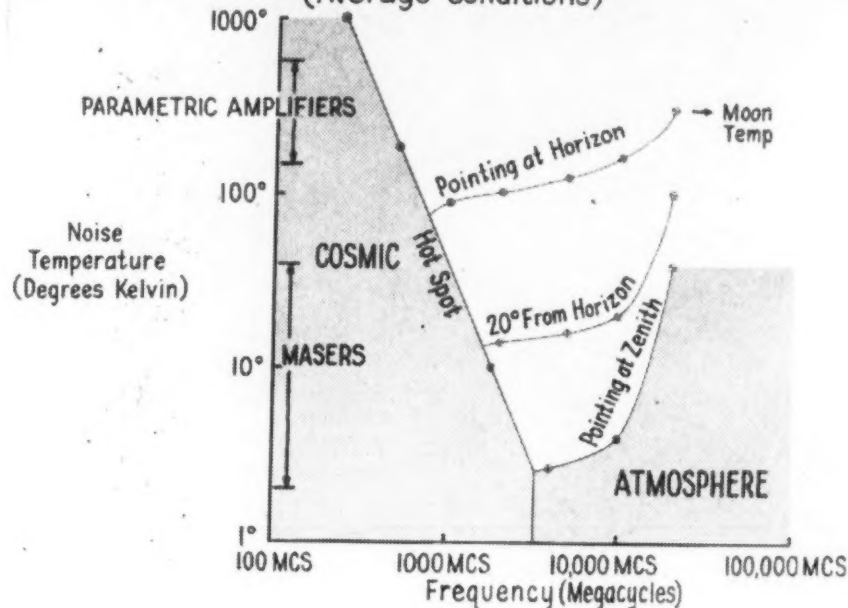 (Average Conditions)
1000°
PARAMETRIC AMPLIFIERS
→ Moon
Temp
Pointing at Horizon
100°
Noise
Temperature
(Degrees Kelvin)
COSMIC
Hot Spot
20° From Horizon
MASERS
10°
Pointing at Zenith
ATMOSPHERE
1°
100 MCS
1000 MCS
10,000 MCS
100,000 MCS
Frequency (Megacycles)